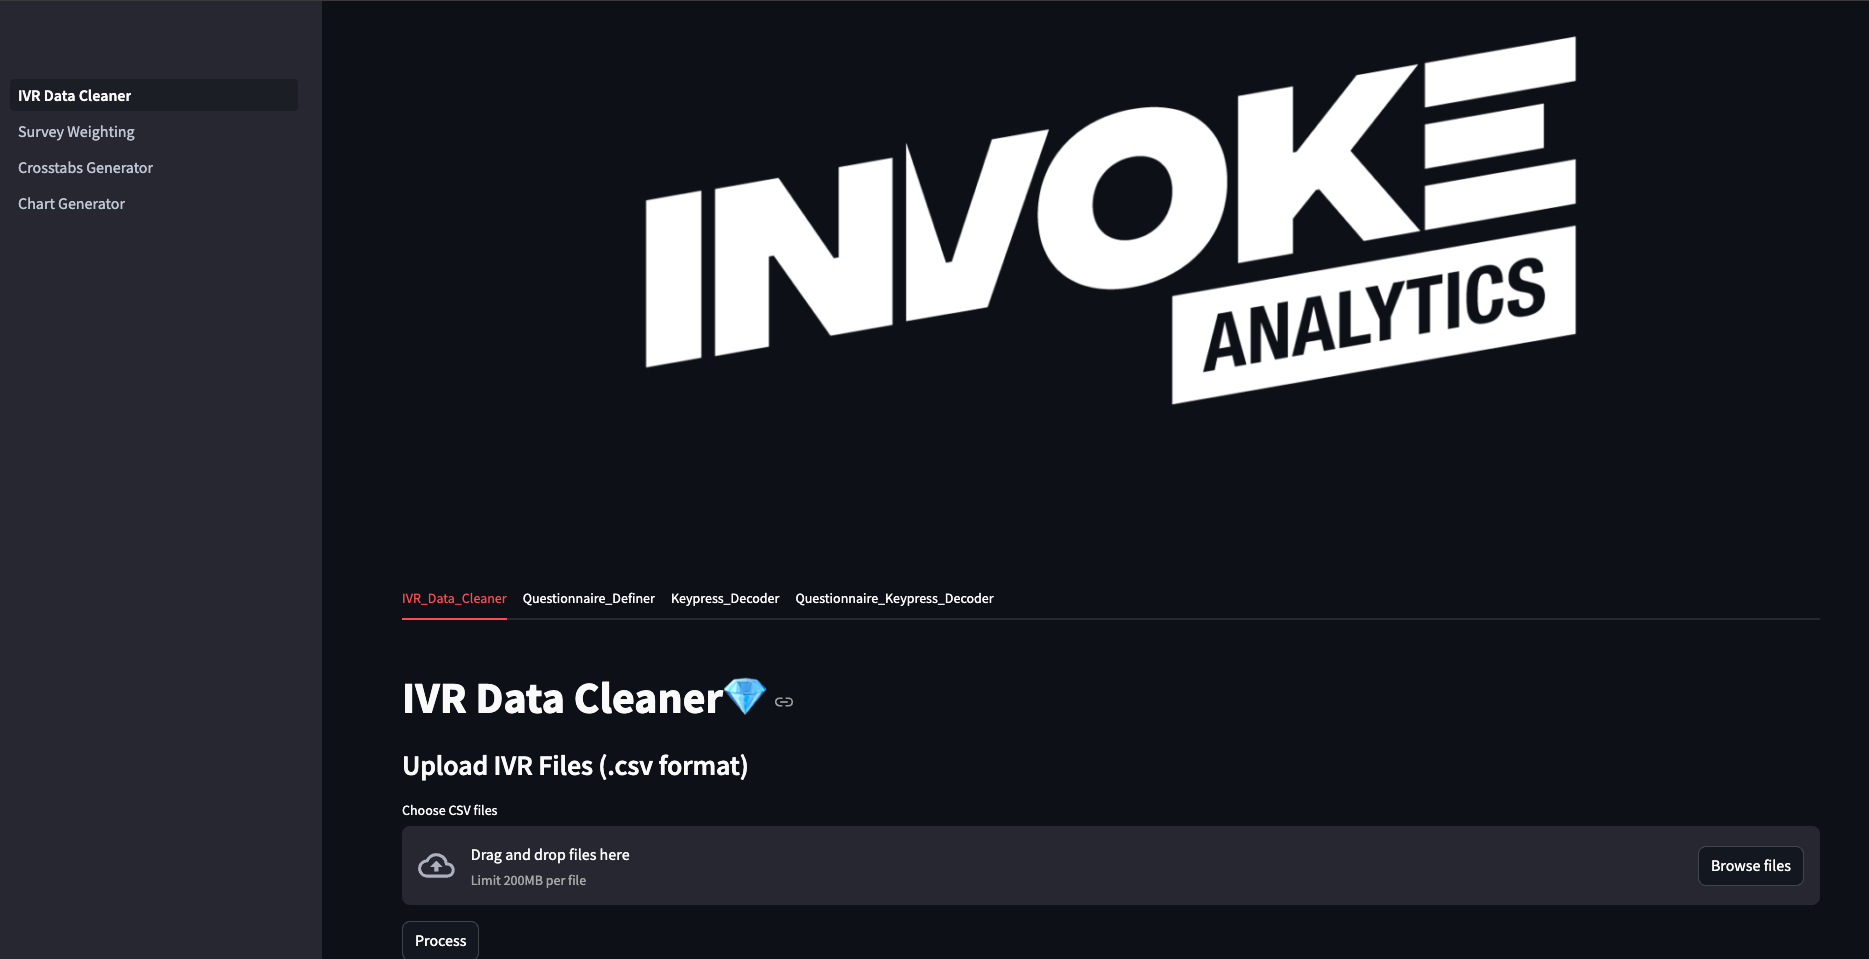 IVR Data Cleaner
Survey Weighting
Crosstabs Generator
Chart Generator
INVOKE
ANALYTICS
IVR_Data_Cleaner
Questionnaire_Definer
Keypress_Decoder
Questionnaire_Keypress_Decoder
IVR Data Cleaner💎
Upload IVR Files (.csv format)
Choose CSV files
Drag and drop files here
Limit 200MB per file
Browse files
Process